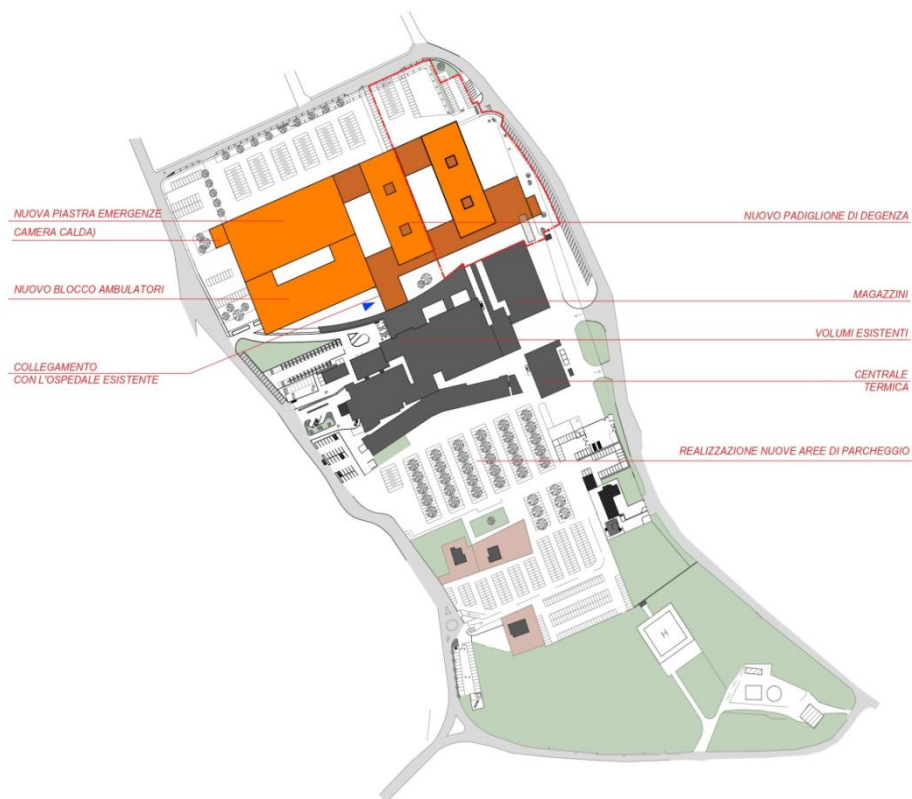 NUOVA PIASTRA EMERGENZE
CAMERA CALDA)
NUOVO BLOCCO AMBULATORI
COLLEGAMENTO
CON L'OSPEDALE ESISTENTE
NUOVO PADIGLIONE DI DEGENZA
MAGAZZINI
VOLUMI ESISTENTI
CENTRALE
TERMICA
REALIZZAZIONE NUOVE AREE DI PARCHEGGIO
H